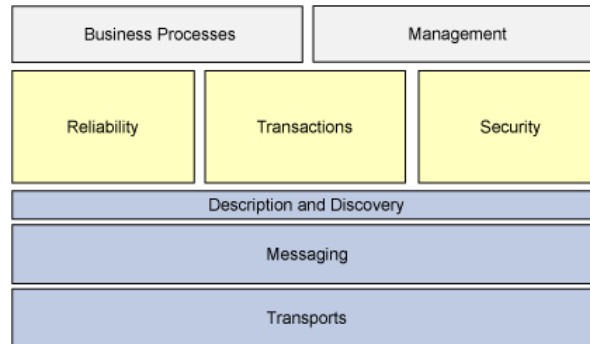 Business Processes
Management
Reliability
Transactions
Security
Description and Discovery
Messaging
Transports